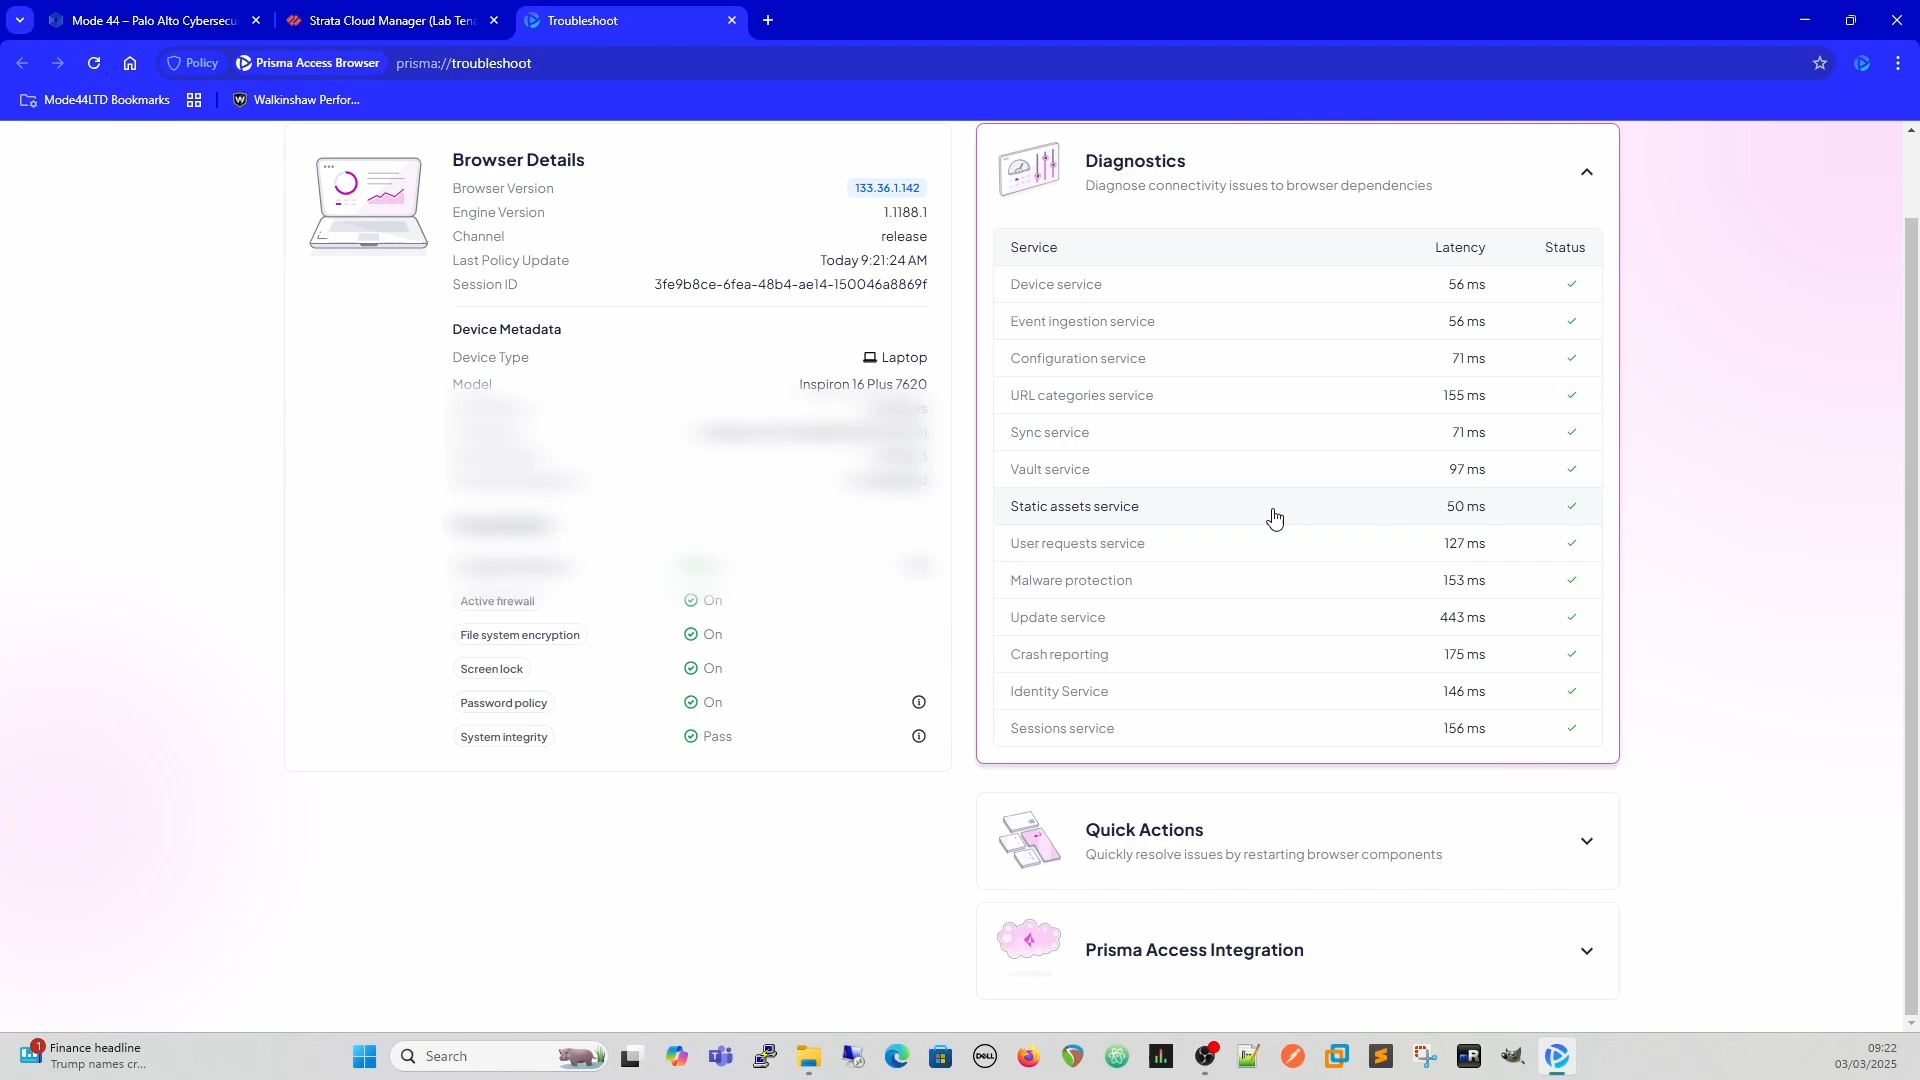 Mode 44 – Palo Alto Cybersecu
Strata Cloud Manager (Lab Ten
Troubleshoot
Policy
Prisma Access Browser
prisma://troubleshoot
Mode44LTD Bookmarks
Walkinshaw Perfor...
Browser Details
Browser Version 133.36.1.142
Engine Version 1.1188.1
Channel release
Last Policy Update Today 9:21:24 AM
Session ID 3fe9b8ce-6fea-48b4-ae14-150046a8869f
Device Metadata
Device Type Laptop
Model Inspiron 16 Plus 7620
Active firewall On
File system encryption On
Screen lock On
Password policy On
System integrity Pass
Diagnostics
Diagnose connectivity issues to browser dependencies
Service Latency Status
Device service 56 ms
Event ingestion service 56 ms
Configuration service 71 ms
URL categories service 155 ms
Sync service 71 ms
Vault service 97 ms
Static assets service 50 ms
User requests service 127 ms
Malware protection 153 ms
Update service 443 ms
Crash reporting 175 ms
Identity Service 146 ms
Sessions service 156 ms
Quick Actions
Quickly resolve issues by restarting browser components
Prisma Access Integration
1
Finance headline
Trump names cr...
Search
DELL
mR
09:22
03/03/2025